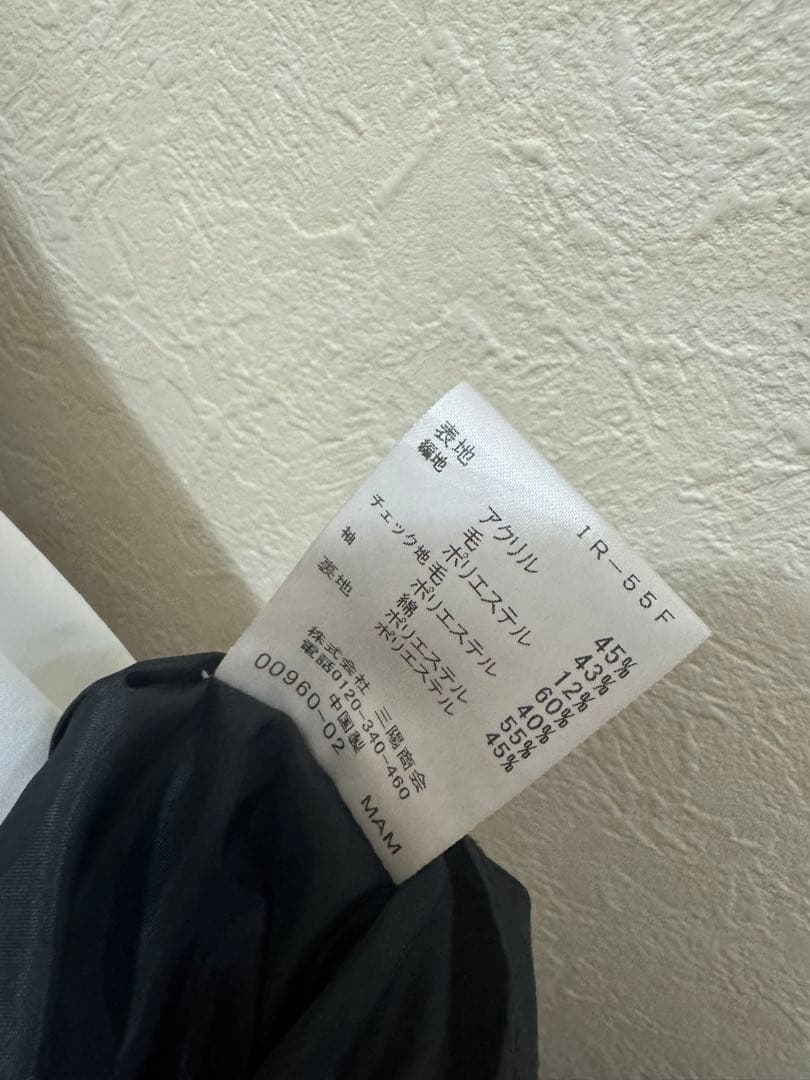 IR-55F
表地
編地 アクリル 45%
毛 43%
ポリエステル 12%
チェック地 毛 60%
ポリエステル 40%
袖 綿 55%
ポリエステル 45%
裏地 ポリエステル
株式会社 三陽商会
電話0120-340-460
中国製
00960-02 MAM